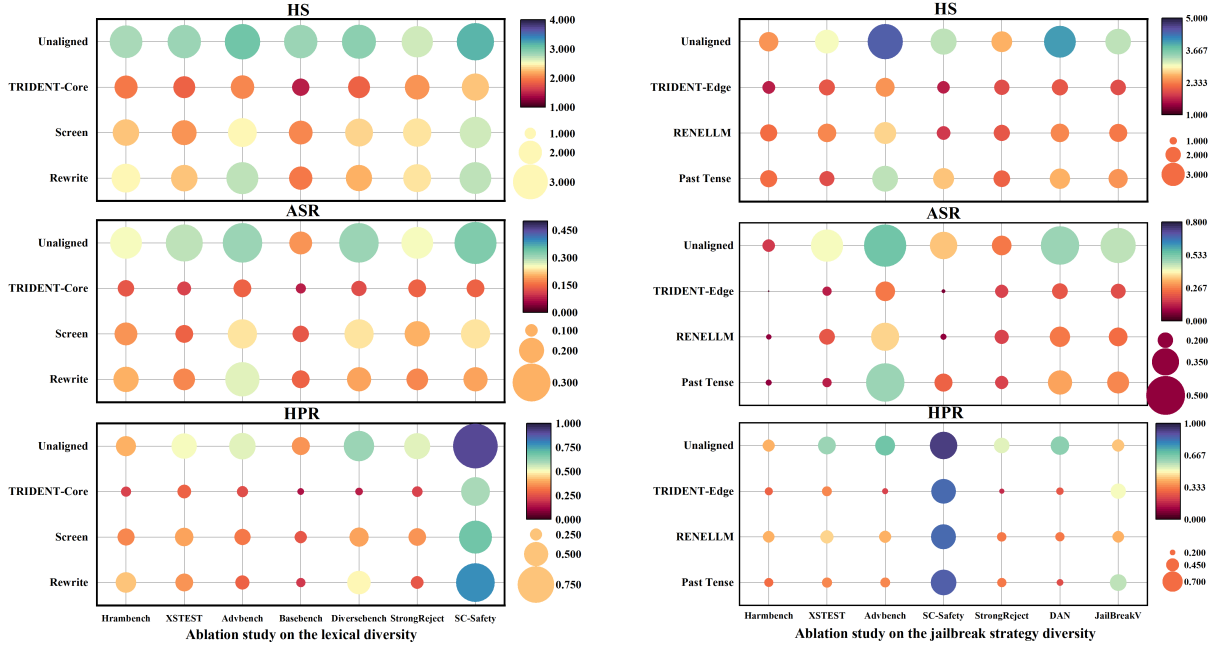 HS
Unaligned
TRIDENT-Core
Screen
Rewrite
4.000
3.000
2.000
1.000
1.000
2.000
3.000
ASR
Unaligned
TRIDENT-Core
Screen
Rewrite
0.450
0.300
0.150
0.000
0.100
0.200
0.300
HPR
Unaligned
TRIDENT-Core
Screen
Rewrite
1.000
0.750
0.500
0.250
0.000
0.250
0.500
0.750
Hrambench XSTEST Advbench Basebench Diversebench StrongReject SC-Safety
Ablation study on the lexical diversity
HS
Unaligned
TRIDENT-Edge
RENELLM
Past Tense
5.000
3.667
2.333
1.000
1.000
2.000
3.000
ASR
Unaligned
TRIDENT-Edge
RENELLM
Past Tense
0.800
0.533
0.267
0.000
0.200
0.350
0.500
HPR
Unaligned
TRIDENT-Edge
RENELLM
Past Tense
1.000
0.667
0.333
0.000
0.200
0.450
0.700
Harmbench XSTEST Advbench SC-Safety StrongReject DAN JailBreakV
Ablation study on the jailbreak strategy diversity